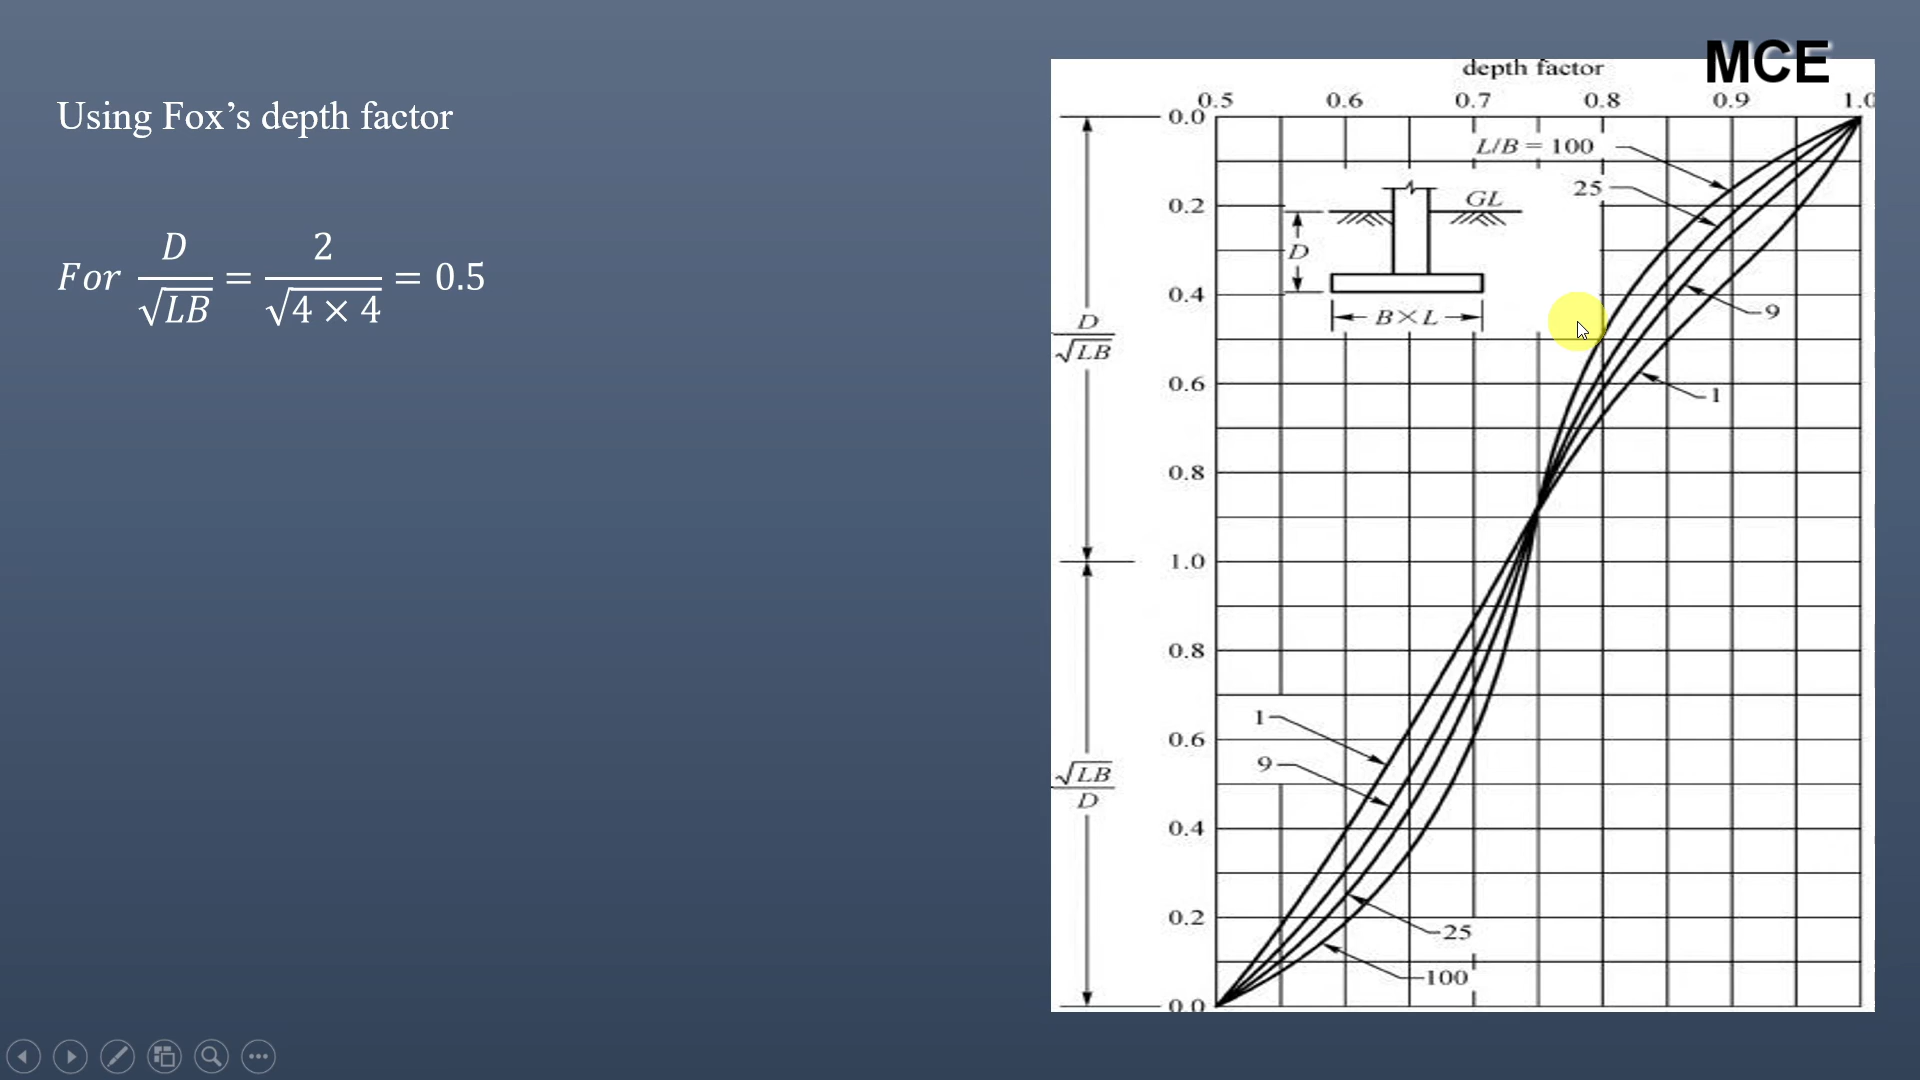 MCE
Using Fox’s depth factor
For D/√LB = 2/√4 × 4 = 0.5
depth factor
0.5 0.6 0.7 0.8 0.9 1.0
0.0
L/B = 100
25
0.2
GL
D
0.4
9
B×L
D/√LB
0.6
1
0.8
1.0
0.8
1
0.6
9
√LB/D
0.4
0.2
25
100
0.0